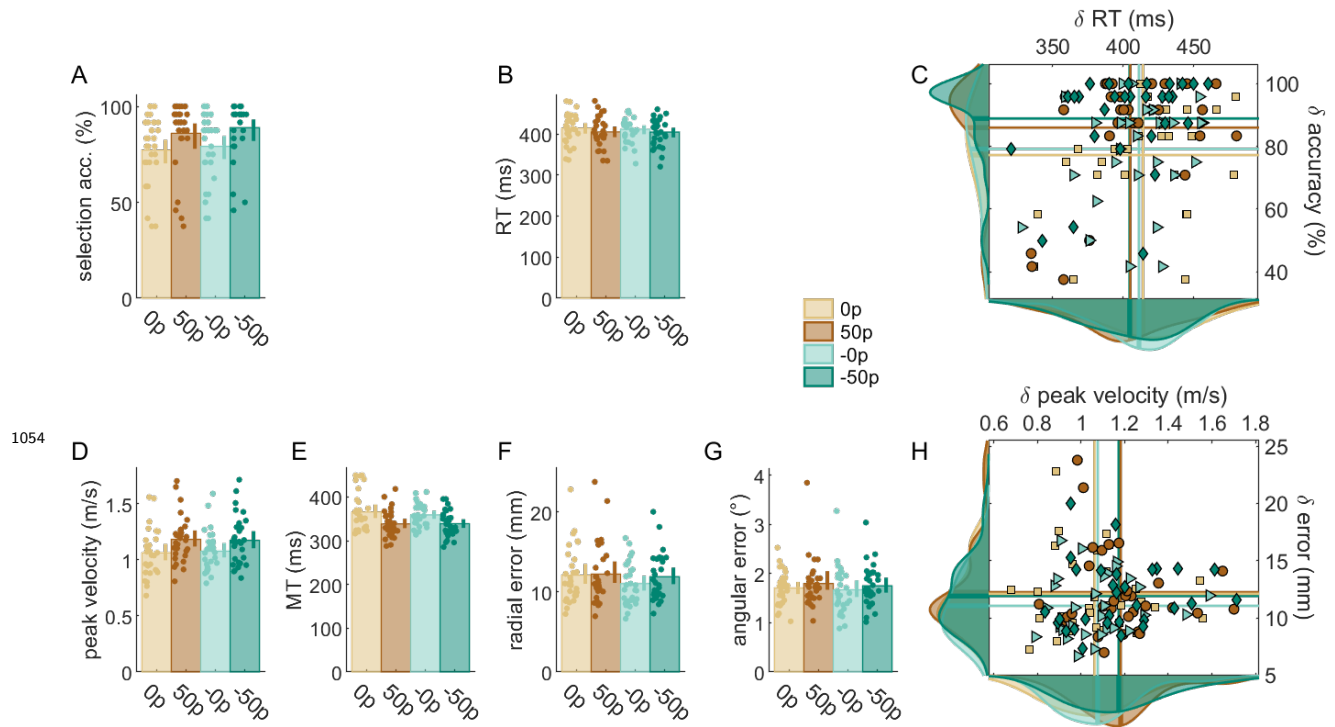 A
selection acc. (%)
100
50
0
0p
50p
-0p
-50p
B
RT (ms)
400
300
200
100
0
0p
50p
-0p
-50p
0p
50p
-0p
-50p
C
δ RT (ms)
350 400 450
100
80
60
40
δ accuracy (%)
1054
D
peak velocity (m/s)
1.5
1
0.5
0
0p
50p
-0p
-50p
E
MT (ms)
400
300
200
100
0
0p
50p
-0p
-50p
F
radial error (mm)
20
10
0
0p
50p
-0p
-50p
G
angular error (°)
4
3
2
1
0
0p
50p
-0p
-50p
H
δ peak velocity (m/s)
0.6 0.8 1 1.2 1.4 1.6 1.8
25
20
15
10
5
δ error (mm)